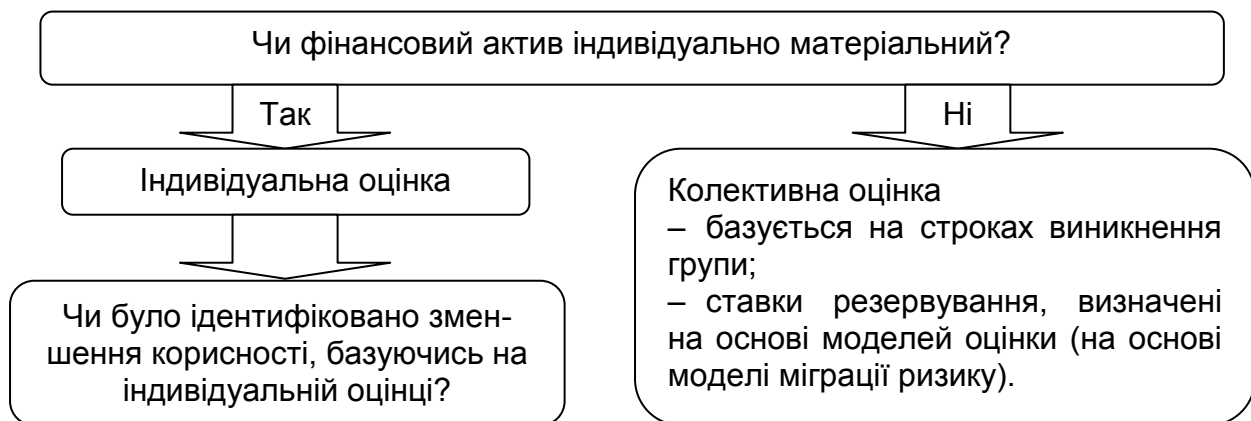 Чи фінансовий актив індивідуально матеріальний?
Так
Ні
Індивідуальна оцінка
Чи було ідентифіковано змен-
шення корисності, базуючись на
індивідуальній оцінці?
Колективна оцінка
– базується на строках виникнення
групи;
– ставки резервування, визначені
на основі моделей оцінки (на основі
моделі міграції ризику).